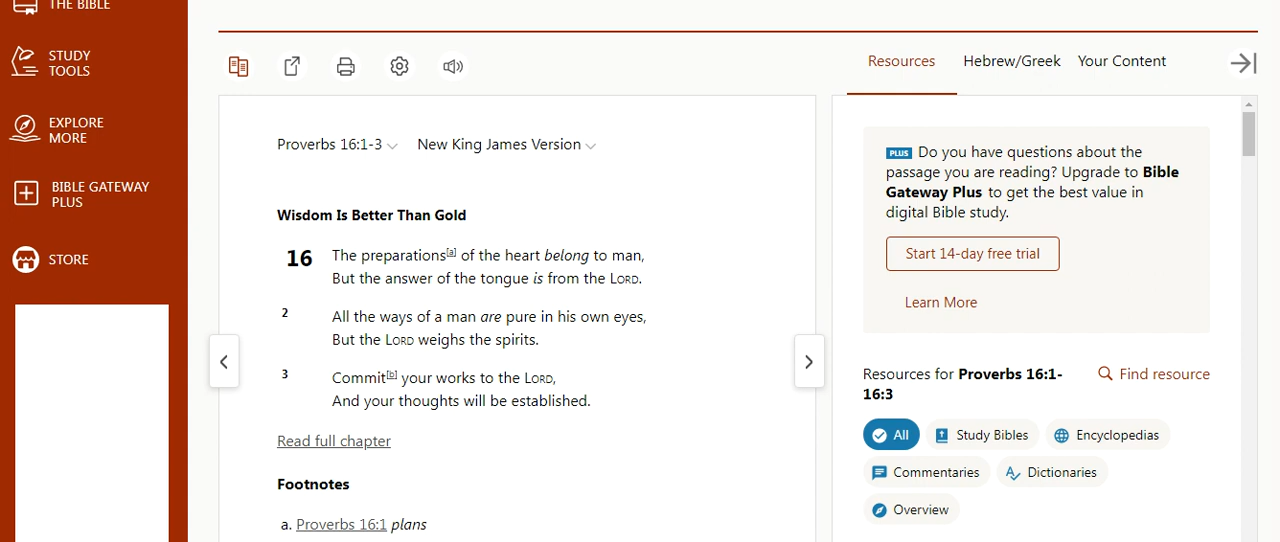 THE BIBLE
STUDY
TOOLS
EXPLORE
MORE
BIBLE GATEWAY
PLUS
STORE
Resources
Hebrew/Greek
Your Content
Proverbs 16:1-3
New King James Version
Wisdom Is Better Than Gold
16 The preparations[a] of the heart belong to man,
But the answer of the tongue is from the LORD.
2 All the ways of a man are pure in his own eyes,
But the LORD weighs the spirits.
3 Commit[b] your works to the LORD,
And your thoughts will be established.
Read full chapter
Footnotes
a. Proverbs 16:1 plans
PLUS Do you have questions about the
passage you are reading? Upgrade to Bible
Gateway Plus to get the best value in
digital Bible study.
Start 14-day free trial
Learn More
Resources for Proverbs 16:1-
16:3
Find resource
All
Study Bibles
Encyclopedias
Commentaries
Dictionaries
Overview